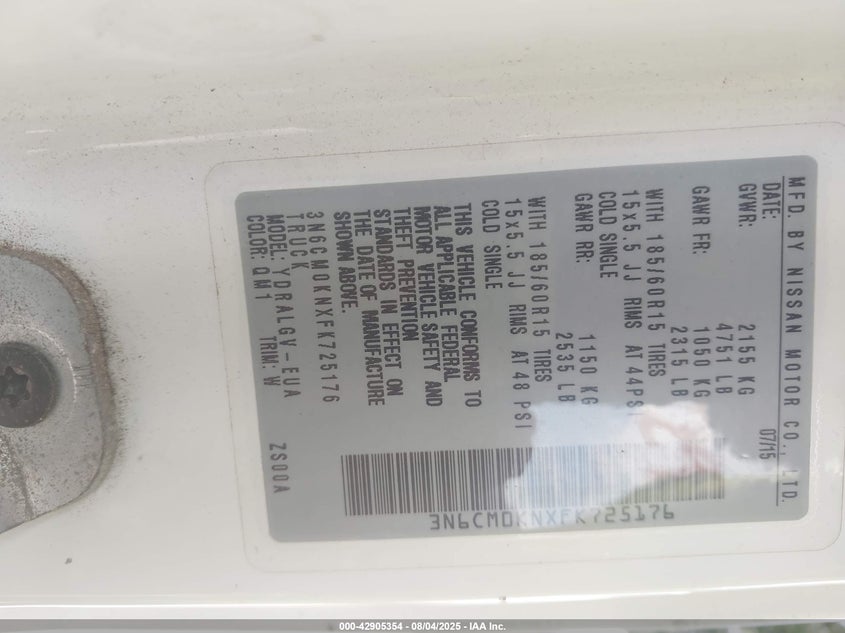 MFD. BY NISSAN MOTOR CO., LTD.
DATE: 07/15
GVWR: 2155 KG
4751 LB
GAWR FR: 1050 KG
2315 LB
WITH 185/60R15 TIRES
15x5.5 JJ RIMS AT 44PSI
COLD SINGLE
GAWR RR: 1150 KG
2535 LB
WITH 185/60R15 TIRES
15x5.5 JJ RIMS AT 48 PSI
COLD SINGLE
THIS VEHICLE CONFORMS TO
ALL APPLICABLE FEDERAL
MOTOR VEHICLE SAFETY AND
THEFT PREVENTION
STANDARDS IN EFFECT ON
THE DATE OF MANUFACTURE
SHOWN ABOVE.
3N6CM0KNXFK725176
TRUCK
MODEL: YDRALGV-EUA
COLOR: QM1 TRIM: W ZS00A
3N6CM0KNXFK725176
000-42905354 - 08/04/2025 - IAA Inc.